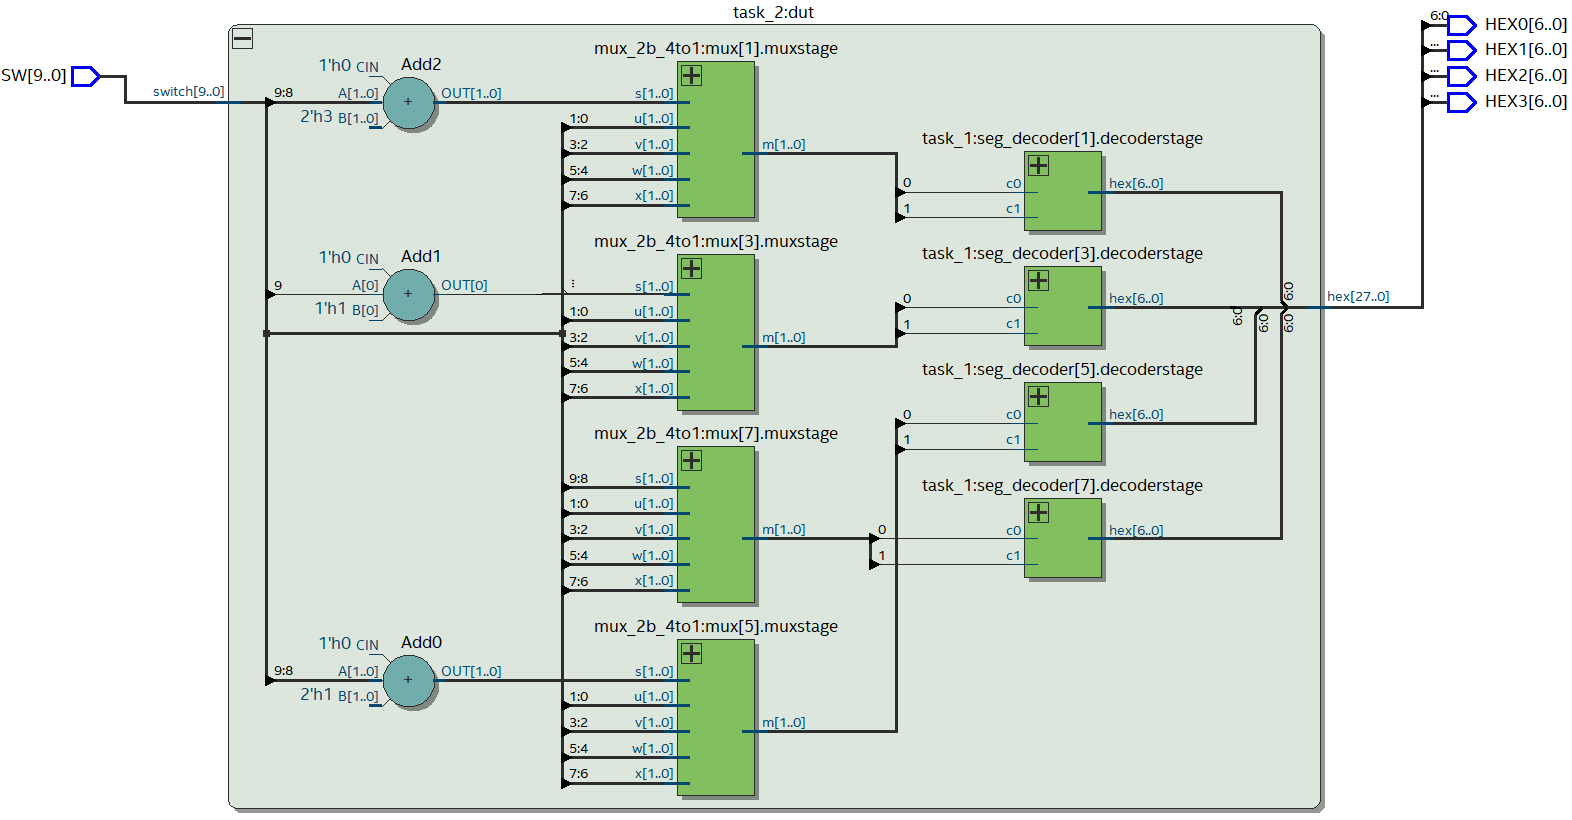 task_2:dut
SW[9..0]
switch[9..0]
9:8
1'h0 CIN
Add2
A[1..0]
2'h3 B[1..0]
OUT[1..0]
mux_2b_4to1:mux[1].muxstage
s[1..0]
1:0 u[1..0]
3:2 v[1..0]
5:4 w[1..0]
7:6 x[1..0]
m[1..0]
task_1:seg_decoder[1].decoderstage
0 c0
1 c1
hex[6..0]
9
1'h0 CIN
Add1
A[0]
1'h1 B[0]
OUT[0]
mux_2b_4to1:mux[3].muxstage
... s[1..0]
1:0 u[1..0]
3:2 v[1..0]
5:4 w[1..0]
7:6 x[1..0]
m[1..0]
task_1:seg_decoder[3].decoderstage
0 c0
1 c1
hex[6..0]
mux_2b_4to1:mux[7].muxstage
9:8 s[1..0]
1:0 u[1..0]
3:2 v[1..0]
5:4 w[1..0]
7:6 x[1..0]
m[1..0]
task_1:seg_decoder[5].decoderstage
0 c0
1 c1
hex[6..0]
task_1:seg_decoder[7].decoderstage
0 c0
1 c1
hex[6..0]
9:8
1'h0 CIN
Add0
A[1..0]
2'h1 B[1..0]
OUT[1..0]
mux_2b_4to1:mux[5].muxstage
s[1..0]
1:0 u[1..0]
3:2 v[1..0]
5:4 w[1..0]
7:6 x[1..0]
m[1..0]
6:0
6:0
6:0
6:0
hex[27..0]
6:0 HEX0[6..0]
... HEX1[6..0]
... HEX2[6..0]
... HEX3[6..0]